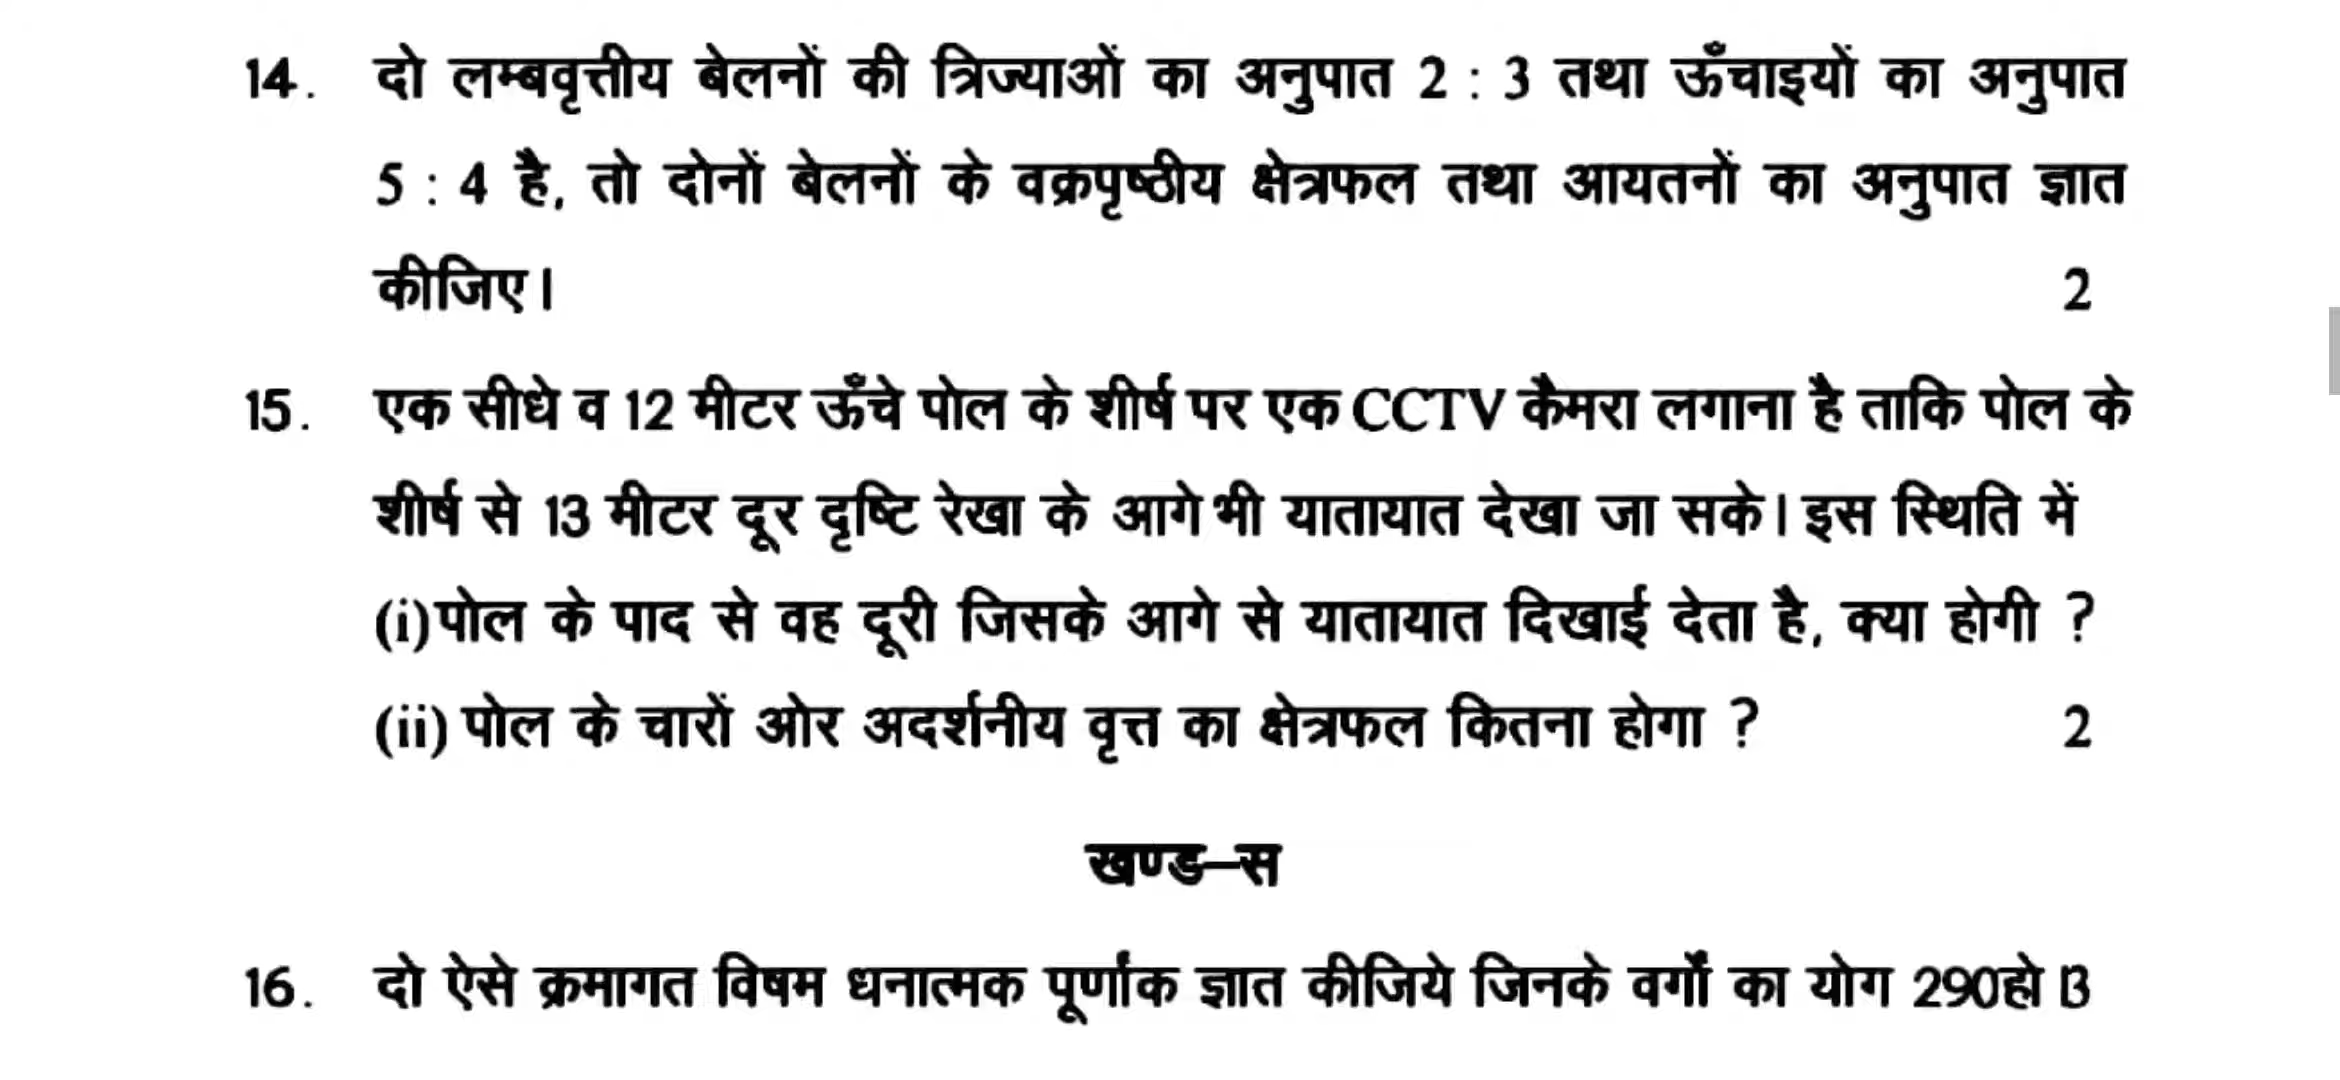 14. दो लम्बवृत्तीय बेलनों की त्रिज्याओं का अनुपात 2 : 3 तथा ऊँचाइयों का अनुपात
5 : 4 है, तो दोनों बेलनों के वक्रपृष्ठीय क्षेत्रफल तथा आयतनों का अनुपात ज्ञात
कीजिए। 2
15. एक सीधे व 12 मीटर ऊँचे पोल के शीर्ष पर एक CCTV कैमरा लगाना है ताकि पोल के
शीर्ष से 13 मीटर दूर दृष्टि रेखा के आगे भी यातायात देखा जा सके। इस स्थिति में
(i) पोल के पाद से वह दूरी जिसके आगे से यातायात दिखाई देता है, क्या होगी ?
(ii) पोल के चारों ओर अदर्शनीय वृत्त का क्षेत्रफल कितना होगा ? 2
खण्ड–स
16. दो ऐसे क्रमागत विषम धनात्मक पूर्णांक ज्ञात कीजिये जिनके वर्गों का योग 290हो।3